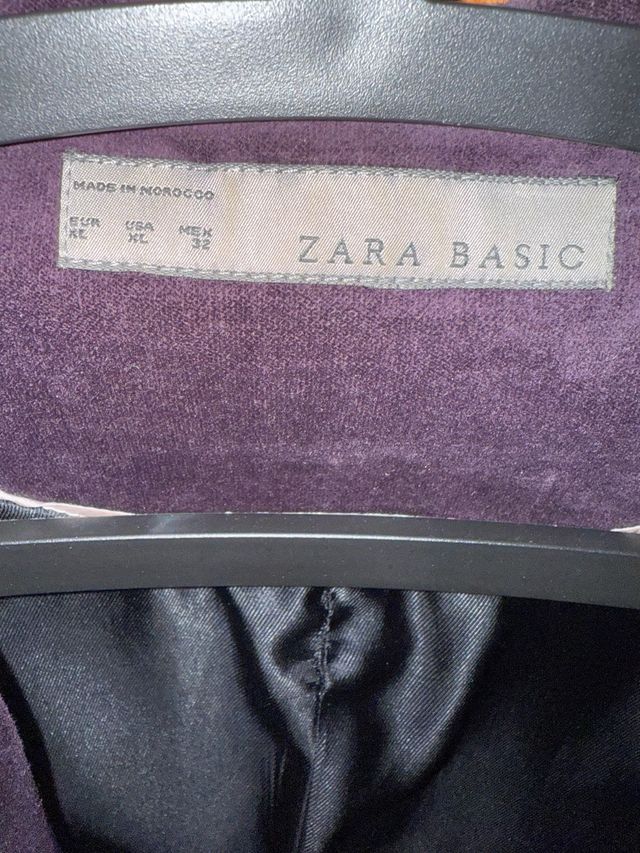 MADE IN MOROCCO
EUR USA MEX
XL XL 32
ZARA BASIC